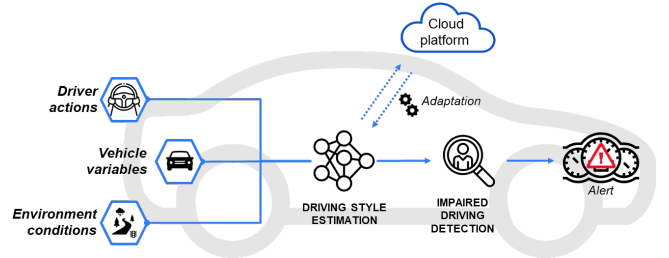 Cloud
platform
Driver
actions
Adaptation
Vehicle
variables
DRIVING STYLE
ESTIMATION
IMPAIRED
DRIVING
DETECTION
Alert
Environment
conditions